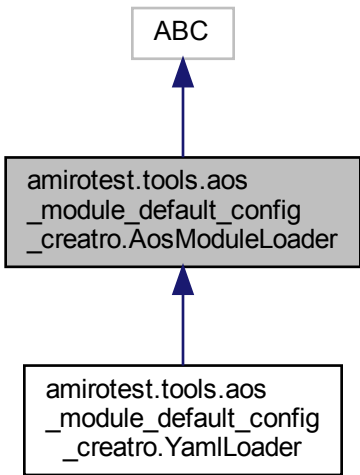 ABC
amirotest.tools.aos
_module_default_config
_creatro.AosModuleLoader
amirotest.tools.aos
_module_default_config
_creatro.YamlLoader